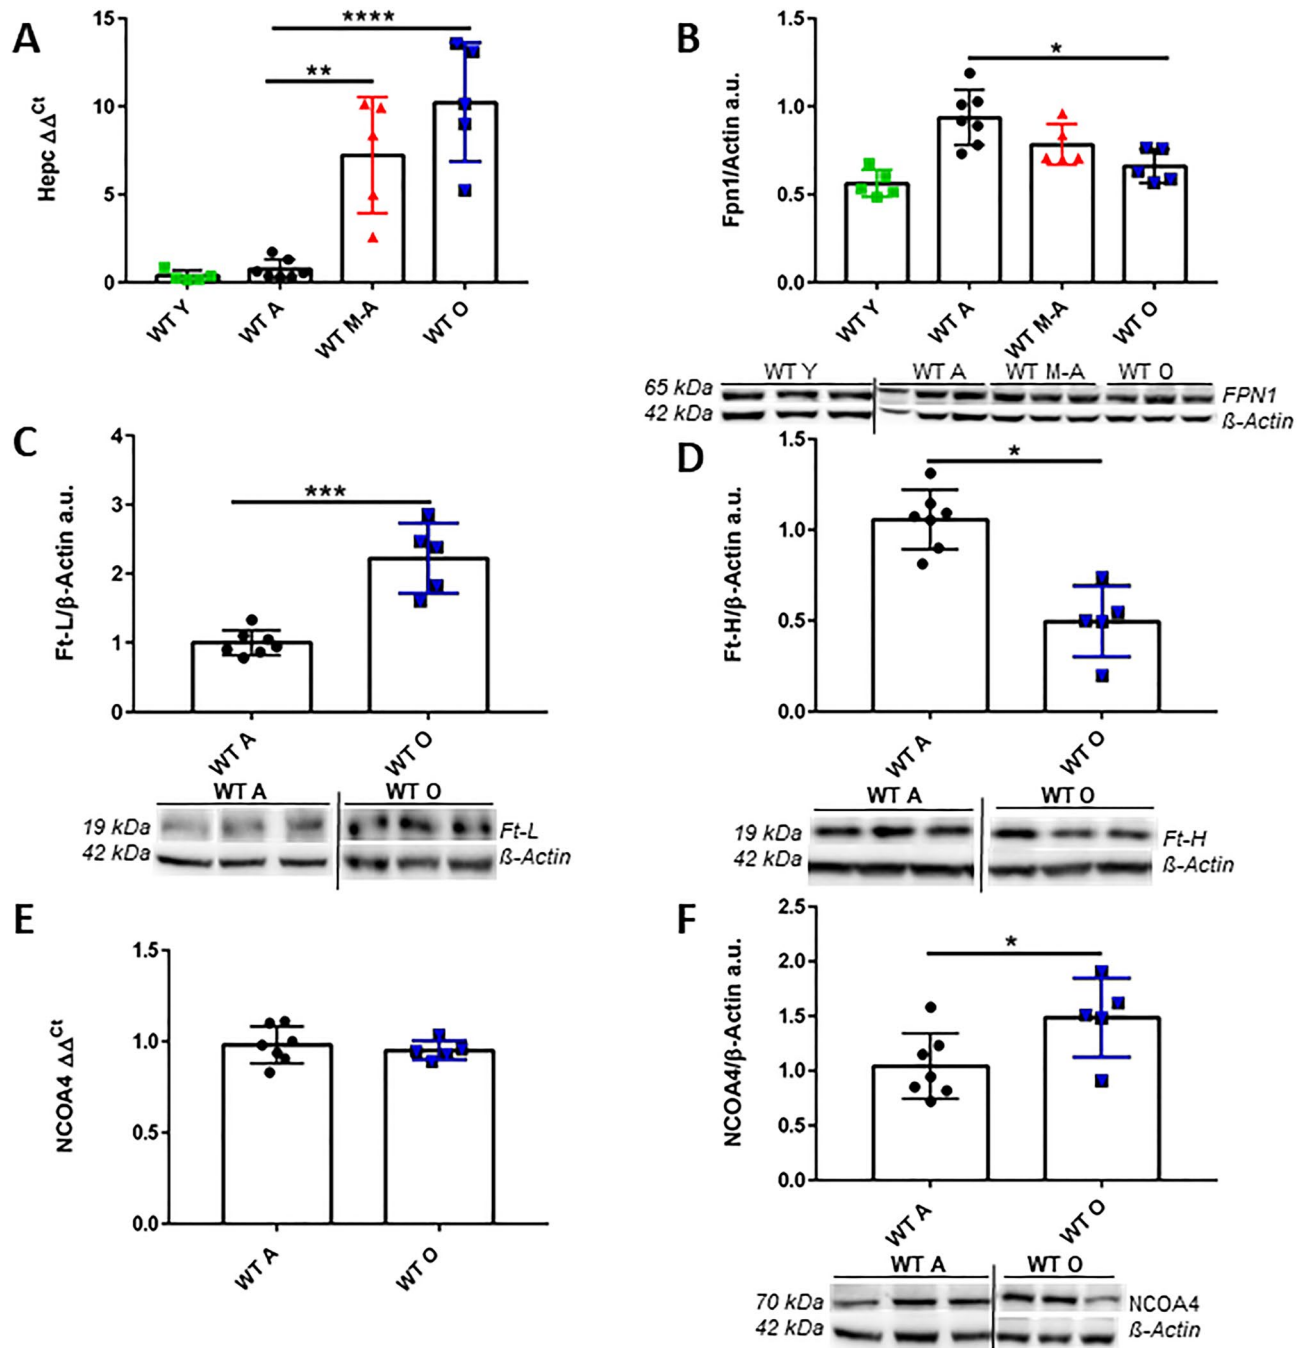 A
Hepc ΔΔCt
15
10
5
0
**
****
WT Y
WT A
WT M-A
WT O
B
Fpn1/Actin a.u.
1.5
1.0
0.5
0.0
*
WT Y
WT A
WT M-A
WT O
WT Y
WT A
WT M-A
WT O
65 kDa
FPN1
42 kDa
ß-Actin
C
Ft-L/β-Actin a.u.
4
3
2
1
0
***
WT A
WT O
WT A
WT O
19 kDa
Ft-L
42 kDa
ß-Actin
D
Ft-H/β-Actin a.u.
1.5
1.0
0.5
0.0
*
WT A
WT O
WT A
WT O
19 kDa
Ft-H
42 kDa
ß-Actin
E
NCOA4 ΔΔCt
1.5
1.0
0.5
0.0
WT A
WT O
F
NCOA4/β-Actin a.u.
2.5
2.0
1.5
1.0
0.5
0.0
*
WT A
WT O
WT A
WT O
70 kDa
NCOA4
42 kDa
ß-Actin